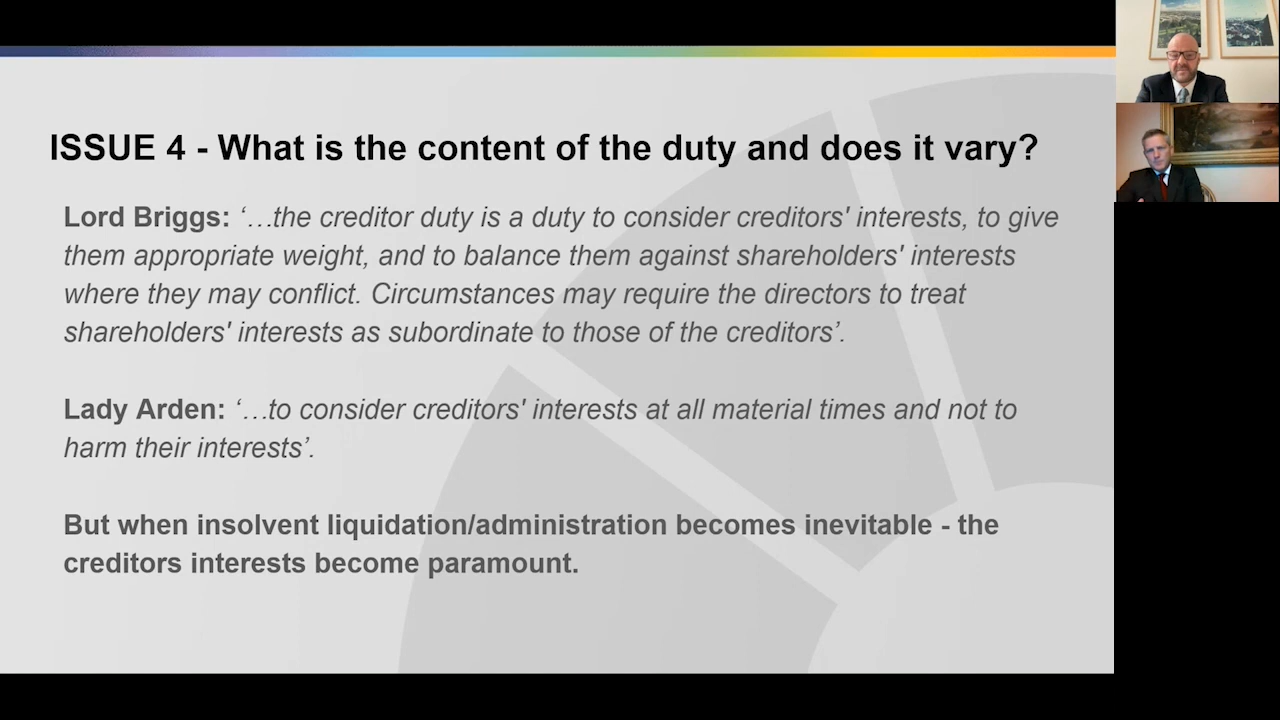 ISSUE 4 - What is the content of the duty and does it vary?
Lord Briggs: ‘…the creditor duty is a duty to consider creditors' interests, to give
them appropriate weight, and to balance them against shareholders' interests
where they may conflict. Circumstances may require the directors to treat
shareholders' interests as subordinate to those of the creditors’.
Lady Arden: ‘…to consider creditors' interests at all material times and not to
harm their interests’.
But when insolvent liquidation/administration becomes inevitable - the
creditors interests become paramount.